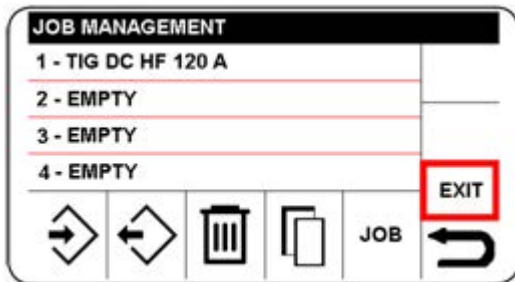 JOB MANAGEMENT
1 - TIG DC HF 120 A
2 - EMPTY
3 - EMPTY
4 - EMPTY
EXIT
JOB